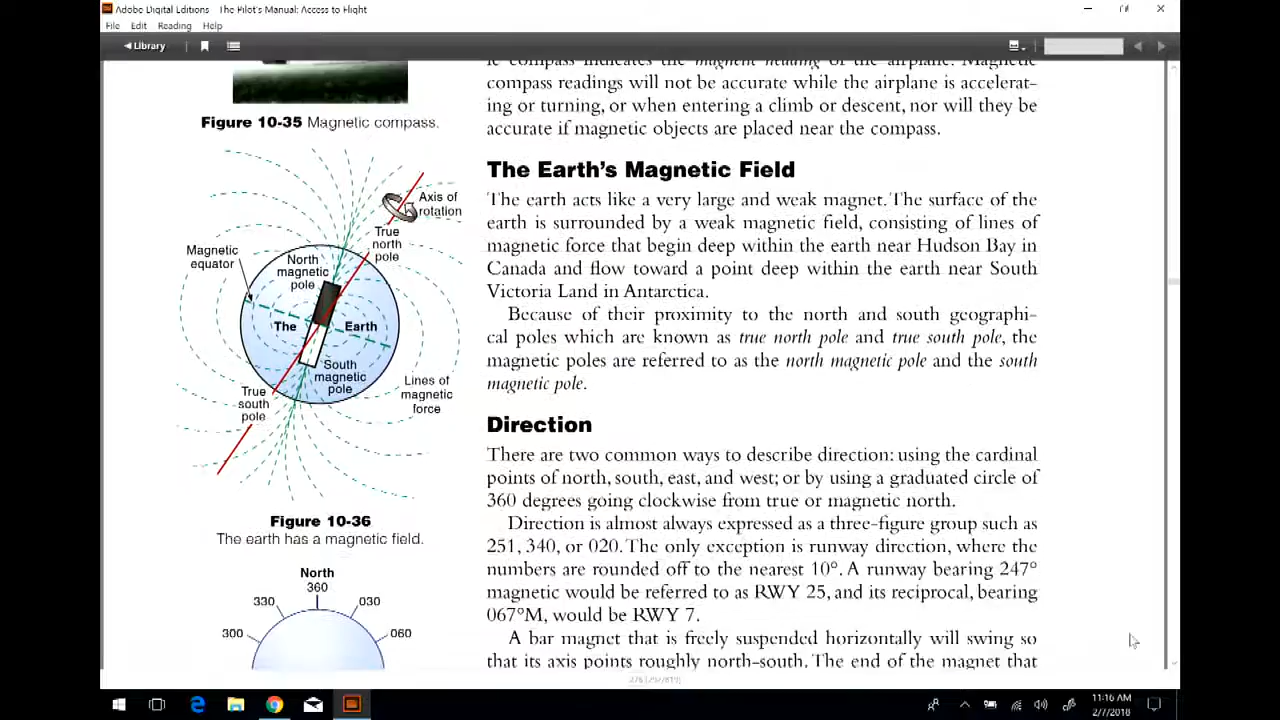 Adobe Digital Editions - The Pilot's Manual: Access to Flight
File Edit Reading Help
Library
Figure 10-35 Magnetic compass.
Axis of
rotation
True
north
pole
Magnetic
equator
North
magnetic
pole
The Earth
South
magnetic
pole
True
south
pole
Lines of
magnetic
force
Figure 10-36
The earth has a magnetic field.
North
360
330 030
300 060
compass indicates the magnetic heading of the airplane. Magnetic
compass readings will not be accurate while the airplane is accelerat-
ing or turning, or when entering a climb or descent, nor will they be
accurate if magnetic objects are placed near the compass.
The Earth's Magnetic Field
The earth acts like a very large and weak magnet. The surface of the
earth is surrounded by a weak magnetic field, consisting of lines of
magnetic force that begin deep within the earth near Hudson Bay in
Canada and flow toward a point deep within the earth near South
Victoria Land in Antarctica.
Because of their proximity to the north and south geographi-
cal poles which are known as true north pole and true south pole, the
magnetic poles are referred to as the north magnetic pole and the south
magnetic pole.
Direction
There are two common ways to describe direction: using the cardinal
points of north, south, east, and west; or by using a graduated circle of
360 degrees going clockwise from true or magnetic north.
Direction is almost always expressed as a three-figure group such as
251, 340, or 020. The only exception is runway direction, where the
numbers are rounded off to the nearest 10°. A runway bearing 247°
magnetic would be referred to as RWY 25, and its reciprocal, bearing
067°M, would be RWY 7.
A bar magnet that is freely suspended horizontally will swing so
that its axis points roughly north-south. The end of the magnet that
11:16 AM
2/7/2018